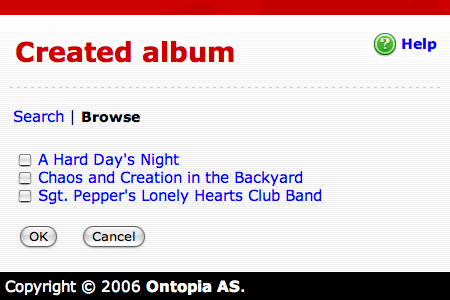 Created album
Help
Search | Browse
A Hard Day's Night
Chaos and Creation in the Backyard
Sgt. Pepper's Lonely Hearts Club Band
OK Cancel
Copyright © 2006 Ontopia AS.